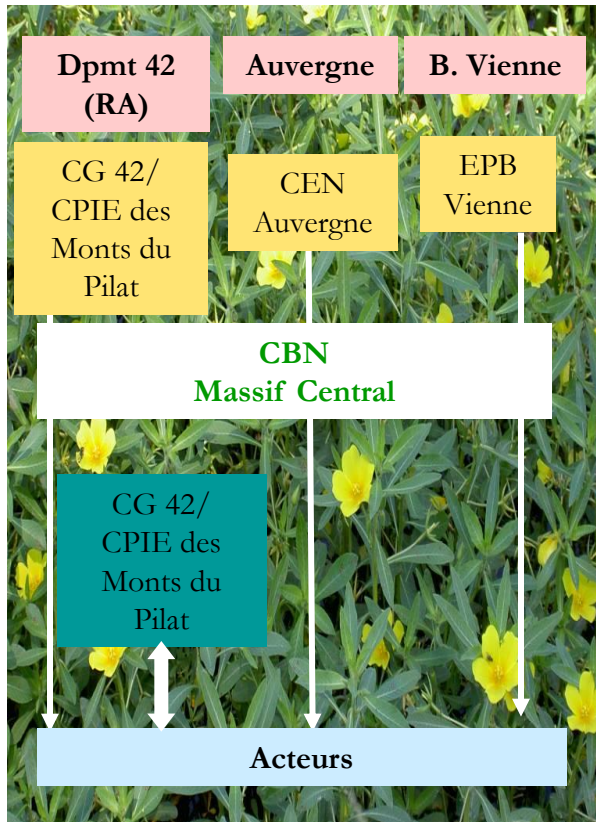 Dpmt 42
(RA)
Auvergne
B. Vienne
CG 42/
CPIE des
Monts du
Pilat
CEN
Auvergne
EPB
Vienne
CBN
Massif Central
CG 42/
CPIE des
Monts du
Pilat
Acteurs